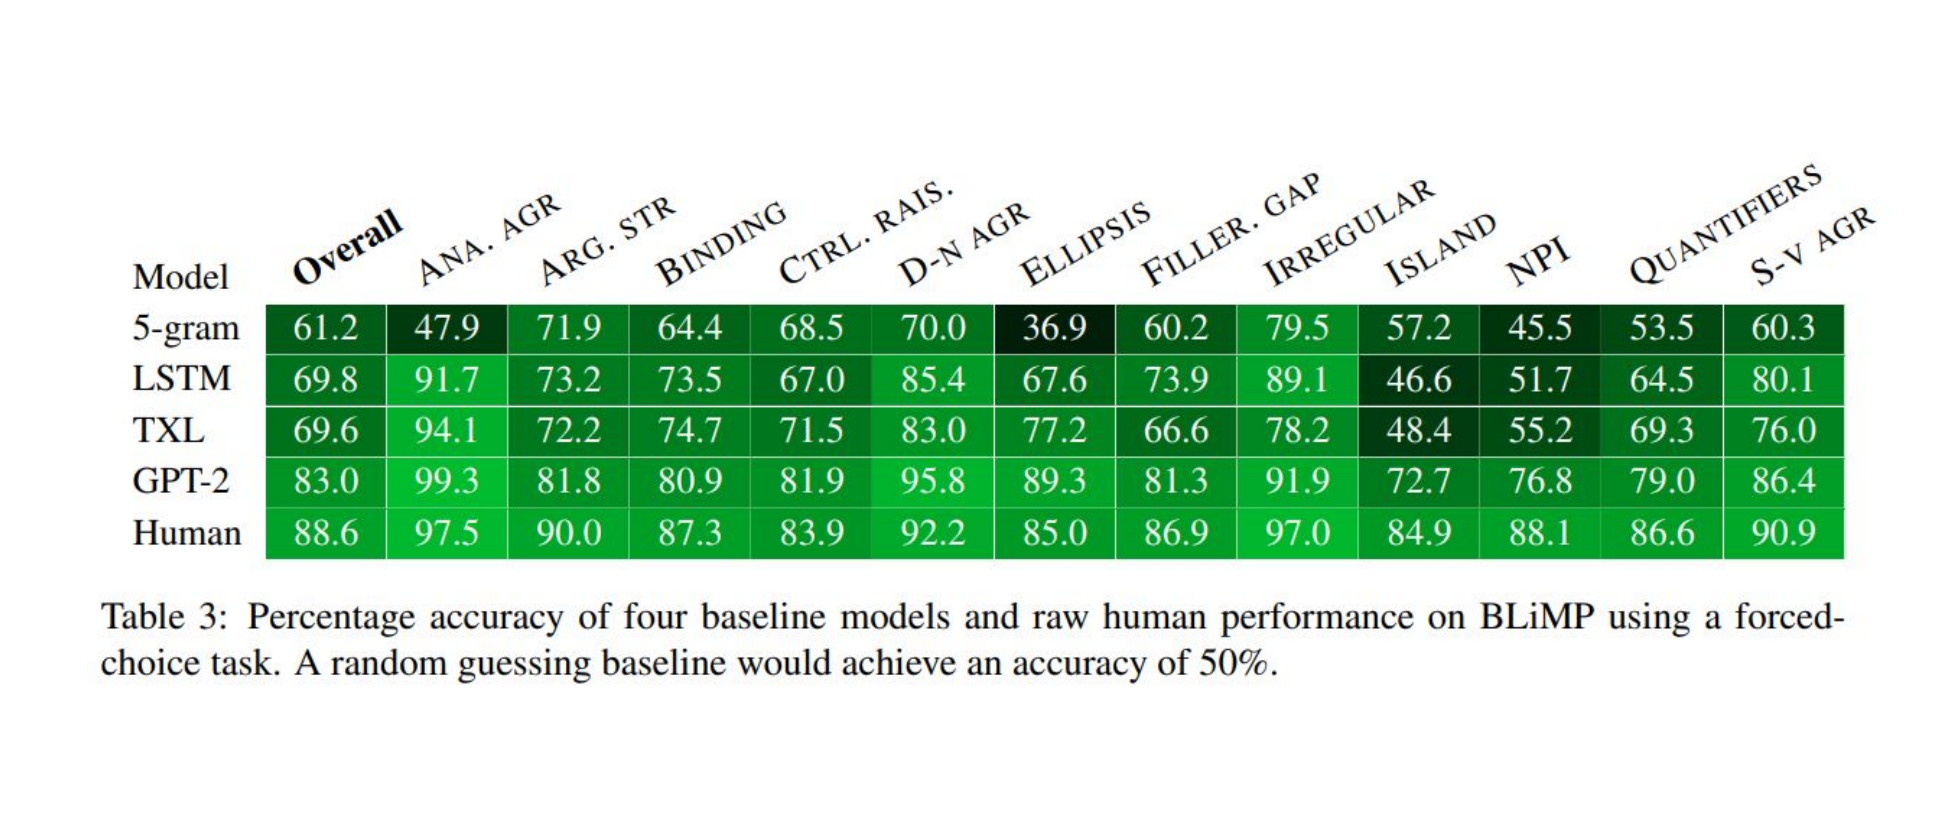 Model Overall ANA. AGR ARG. STR BINDING CTRL. RAIS. D-N AGR ELLIPSIS FILLER. GAP IRREGULAR ISLAND NPI QUANTIFIERS S-V AGR
5-gram 61.2 47.9 71.9 64.4 68.5 70.0 36.9 60.2 79.5 57.2 45.5 53.5 60.3
LSTM 69.8 91.7 73.2 73.5 67.0 85.4 67.6 73.9 89.1 46.6 51.7 64.5 80.1
TXL 69.6 94.1 72.2 74.7 71.5 83.0 77.2 66.6 78.2 48.4 55.2 69.3 76.0
GPT-2 83.0 99.3 81.8 80.9 81.9 95.8 89.3 81.3 91.9 72.7 76.8 79.0 86.4
Human 88.6 97.5 90.0 87.3 83.9 92.2 85.0 86.9 97.0 84.9 88.1 86.6 90.9
Table 3: Percentage accuracy of four baseline models and raw human performance on BLiMP using a forced-
choice task. A random guessing baseline would achieve an accuracy of 50%.